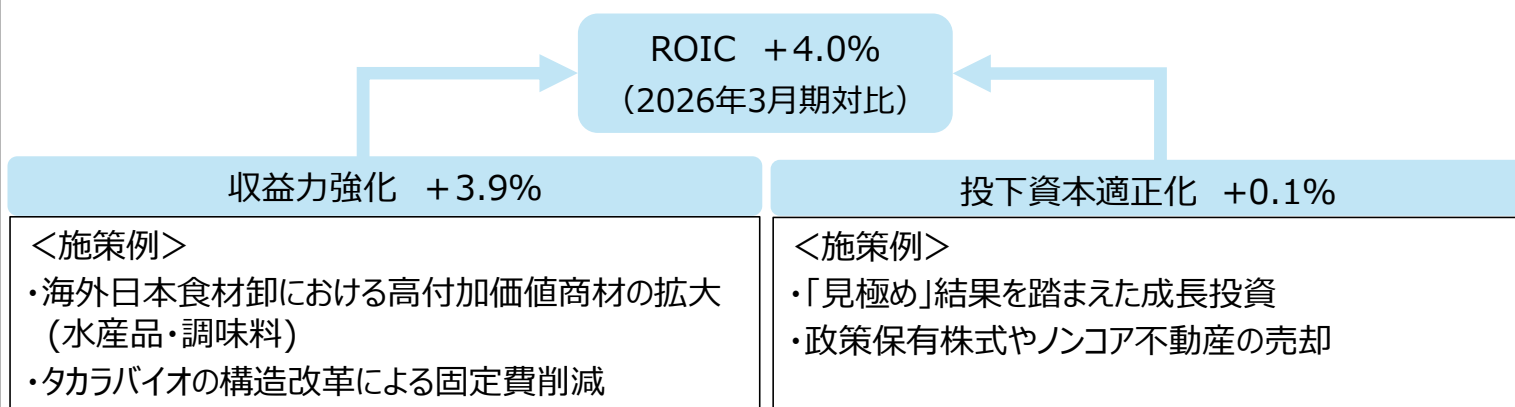 ROIC +4.0%
（2026年3月期対比）
収益力強化 +3.9%
＜施策例＞
・海外日本食材卸における高付加価値商材の拡大
(水産品・調味料)
・タカラバイオの構造改革による固定費削減
投下資本適正化 +0.1%
＜施策例＞
・「見極め」結果を踏まえた成長投資
・政策保有株式やノンコア不動産の売却